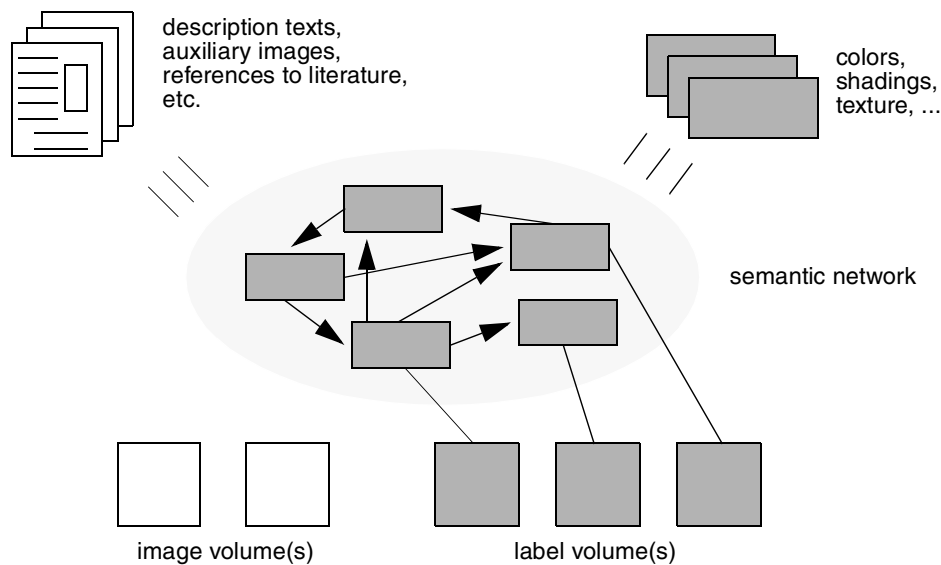 description texts,
auxiliary images,
references to literature,
etc.
colors,
shadings,
texture, ...
semantic network
image volume(s)
label volume(s)